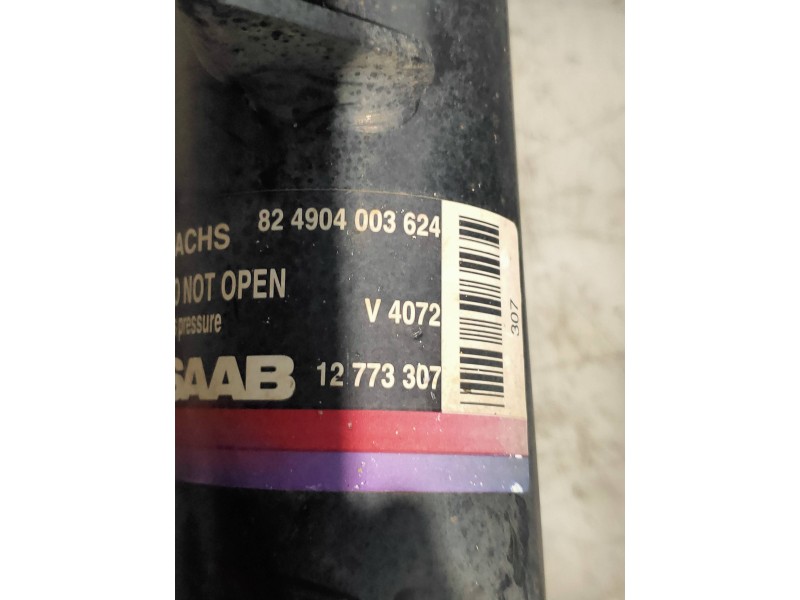 82 4904 003 624
ACHS
NOT OPEN
pressure
V 4072
SAAB 12 773 307
307